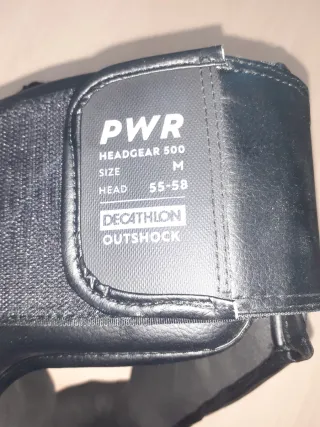 PWR
HEADGEAR 500
SIZE M
HEAD 55-58
DECATHLON
OUTSHOCK